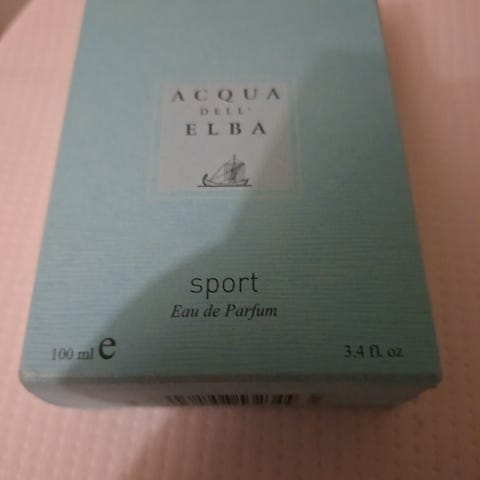 ACQUA
DELL'
ELBA
sport
Eau de Parfum
100 ml e
3.4 fl. oz